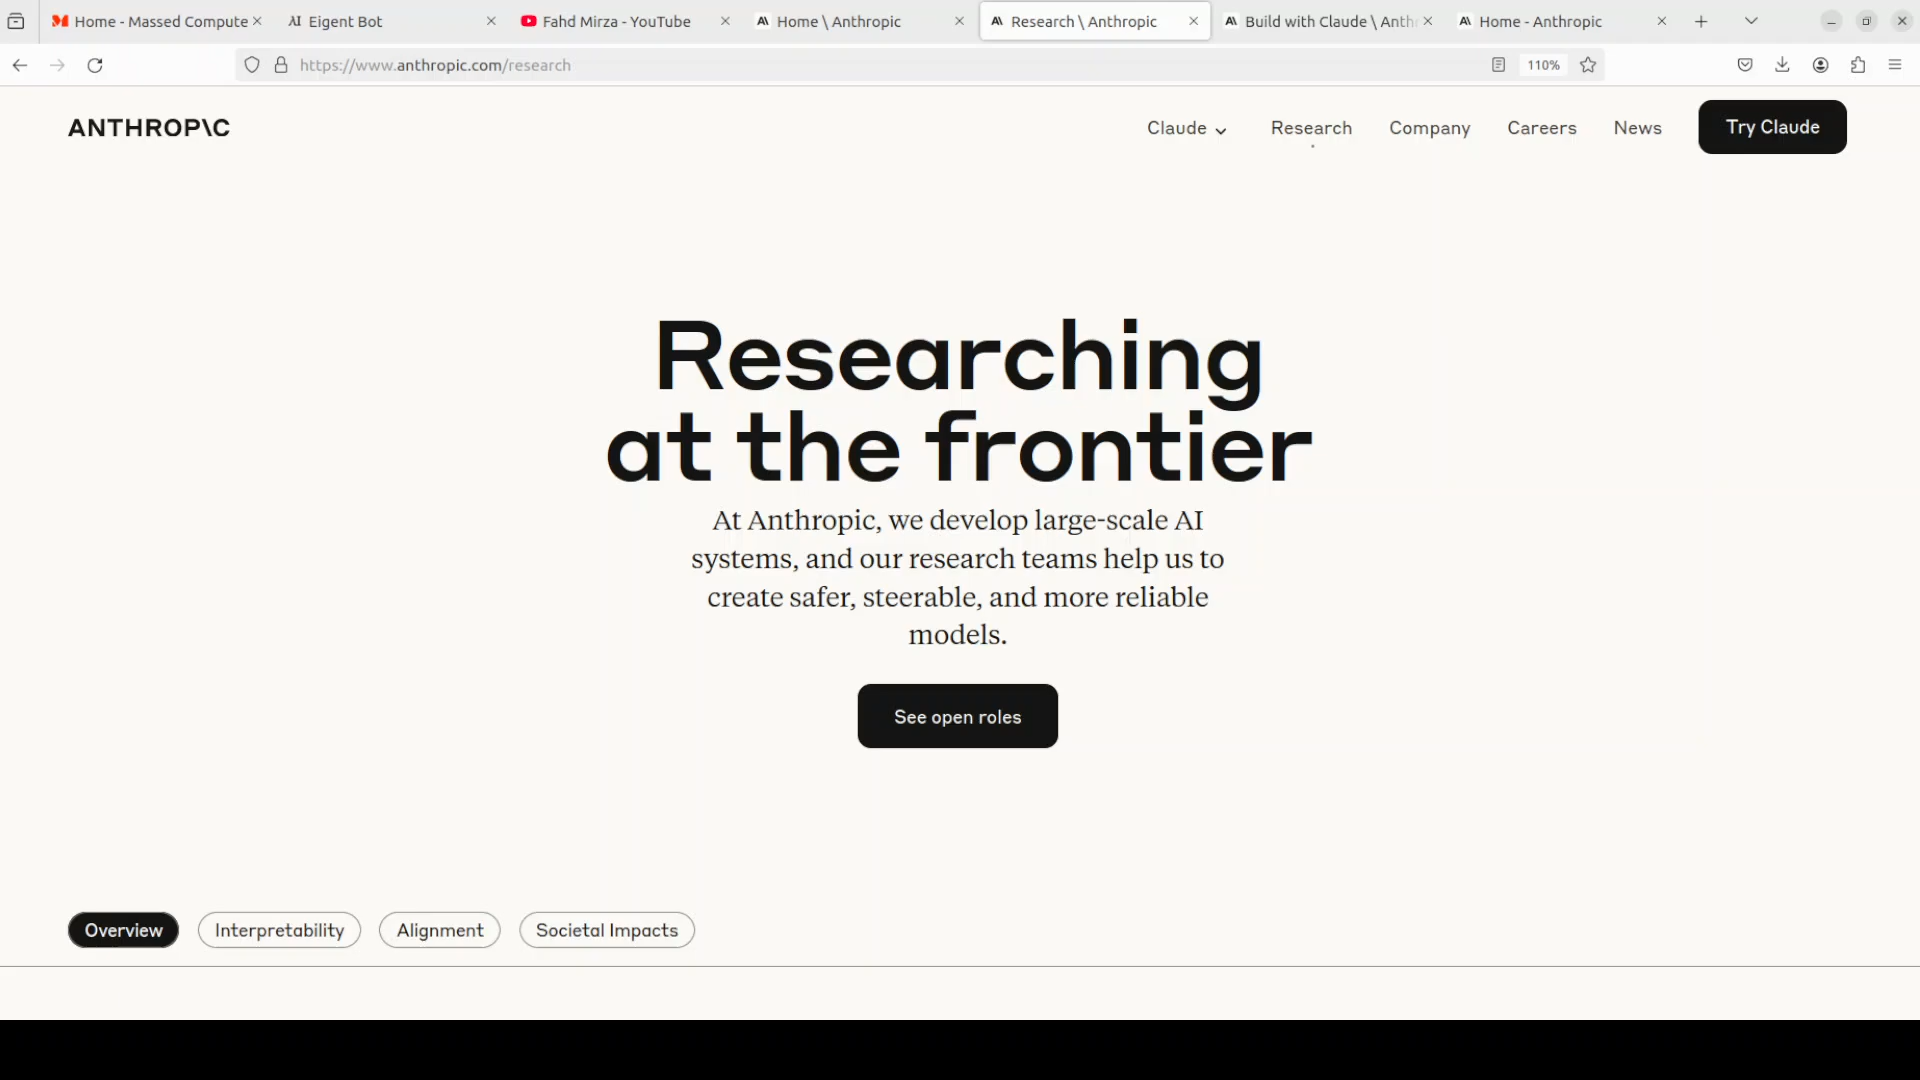 Home - Massed Compute
AI Eigent Bot
Fahd Mirza - YouTube
Home \ Anthropic
Research \ Anthropic
Build with Claude \ Anthr
Home - Anthropic
https://www.anthropic.com/research
110%
ANTHROP\C
Claude
Research
Company
Careers
News
Try Claude
Researching
at the frontier
At Anthropic, we develop large-scale AI
systems, and our research teams help us to
create safer, steerable, and more reliable
models.
See open roles
Overview
Interpretability
Alignment
Societal Impacts